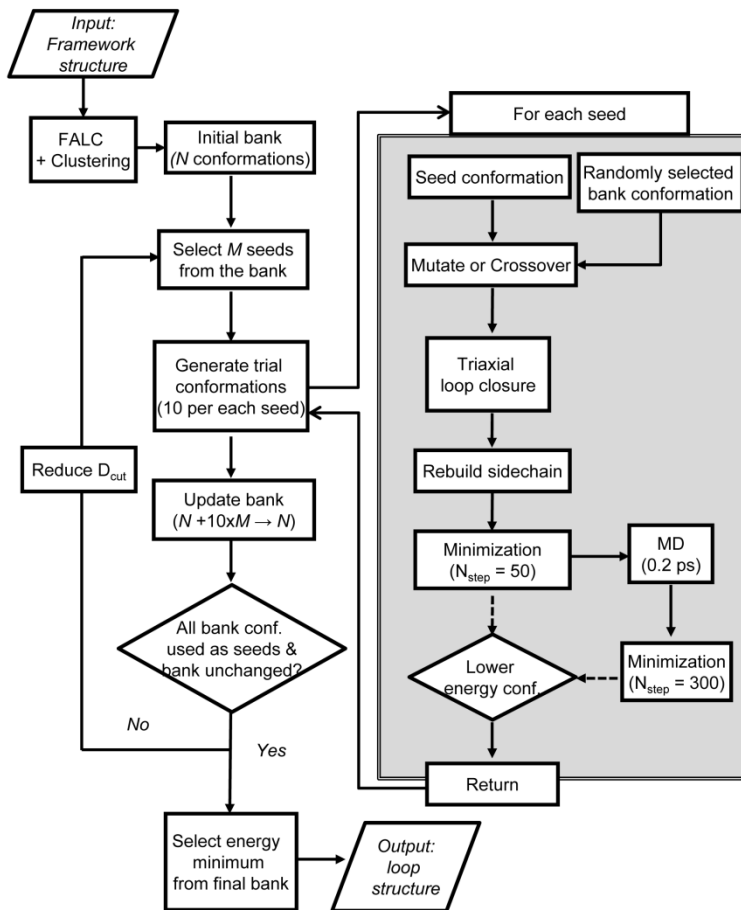 Input:
Framework
structure
FALC
+ Clustering
Initial bank
(N conformations)
Select M seeds
from the bank
Generate trial
conformations
(10 per each seed)
Reduce Dcut
Update bank
(N +10xM → N)
All bank conf.
used as seeds &
bank unchanged?
No
Yes
Select energy
minimum
from final bank
Output:
loop
structure
For each seed
Seed conformation
Randomly selected
bank conformation
Mutate or Crossover
Triaxial
loop closure
Rebuild sidechain
Minimization
(Nstep = 50)
MD
(0.2 ps)
Minimization
(Nstep = 300)
Lower
energy conf.
Return